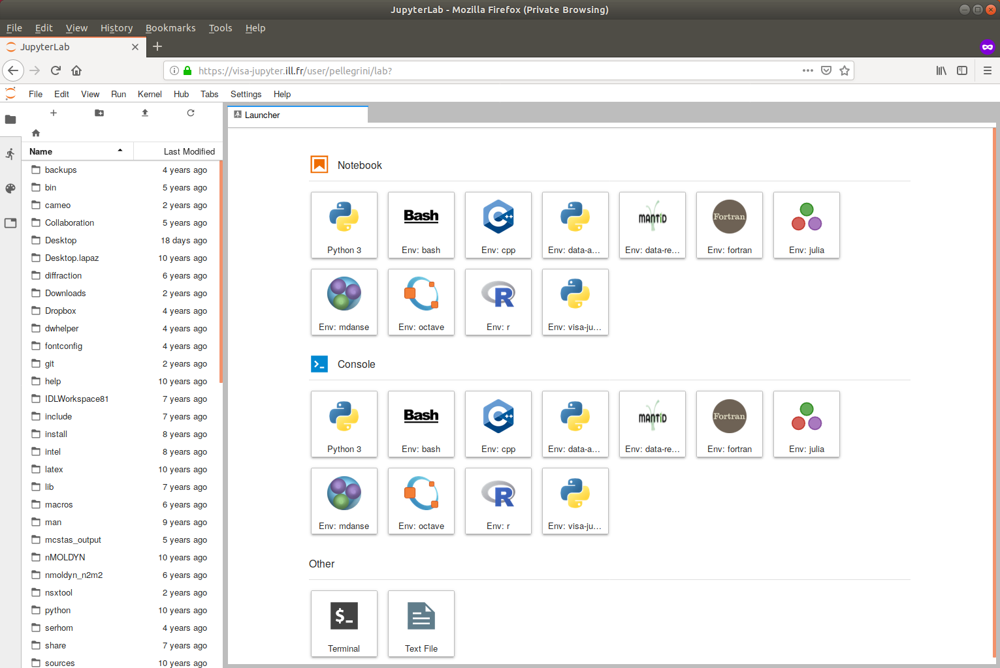 JupyterLab - Mozilla Firefox (Private Browsing)
File Edit View History Bookmarks Tools Help
JupyterLab
https://visa-jupyter.ill.fr/user/pellegrini/lab?
File Edit View Run Kernel Hub Tabs Settings Help
Name Last Modified
backups 4 years ago
bin 5 years ago
cameo 2 years ago
Collaboration 5 years ago
Desktop 18 days ago
Desktop.lapaz 10 years ago
diffraction 6 years ago
Downloads 2 years ago
Dropbox 4 years ago
dwhelper 4 years ago
fontconfig 4 years ago
git 2 years ago
help 10 years ago
IDLWorkspace81 7 years ago
include 7 years ago
install 8 years ago
intel 8 years ago
latex 10 years ago
lib 7 years ago
macros 6 years ago
man 9 years ago
mcstas_output 5 years ago
nMOLDYN 10 years ago
nmoldyn_n2m2 6 years ago
nsxtool 2 years ago
python 10 years ago
serhom 4 years ago
share 7 years ago
sources 10 years ago
Launcher
Notebook
Bash C++ MANTID Fortran
Python 3 Env: bash Env: cpp Env: data-a... Env: data-re... Env: fortran Env: julia
R
Env: mdanse Env: octave Env: r Env: visa-ju...
Console
Bash C++ MANTID Fortran
Python 3 Env: bash Env: cpp Env: data-a... Env: data-re... Env: fortran Env: julia
R
Env: mdanse Env: octave Env: r Env: visa-ju...
Other
$_
Terminal Text File